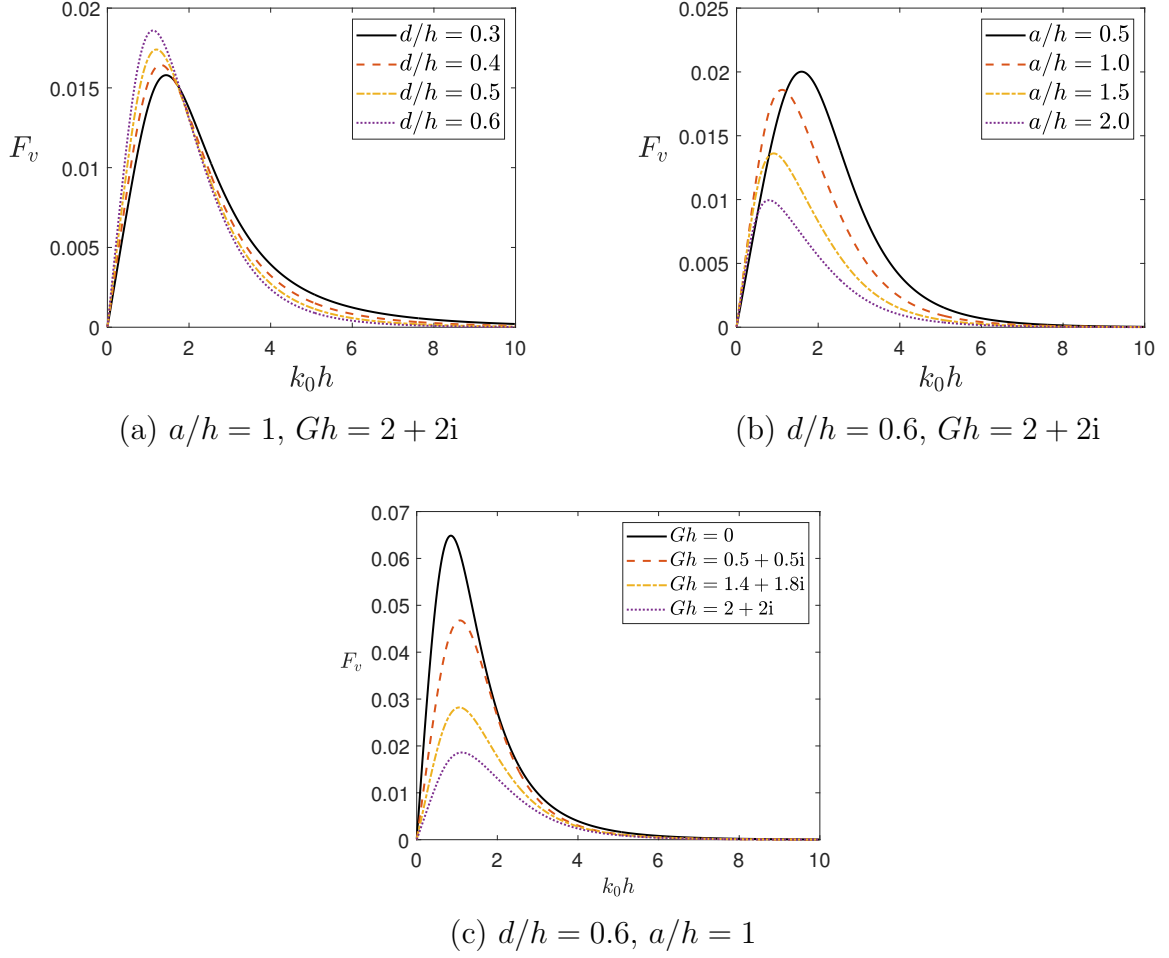 0.02
0.015
0.01
0.005
0
F_v
d/h = 0.3
d/h = 0.4
d/h = 0.5
d/h = 0.6
0 2 4 6 8 10
k_0h
(a) a/h = 1, Gh = 2 + 2i
0.025
0.02
0.015
0.01
0.005
0
F_v
a/h = 0.5
a/h = 1.0
a/h = 1.5
a/h = 2.0
0 2 4 6 8 10
k_0h
(b) d/h = 0.6, Gh = 2 + 2i
0.07
0.06
0.05
0.04
0.03
0.02
0.01
0
F_v
Gh = 0
Gh = 0.5 + 0.5i
Gh = 1.4 + 1.8i
Gh = 2 + 2i
0 2 4 6 8 10
k_0h
(c) d/h = 0.6, a/h = 1